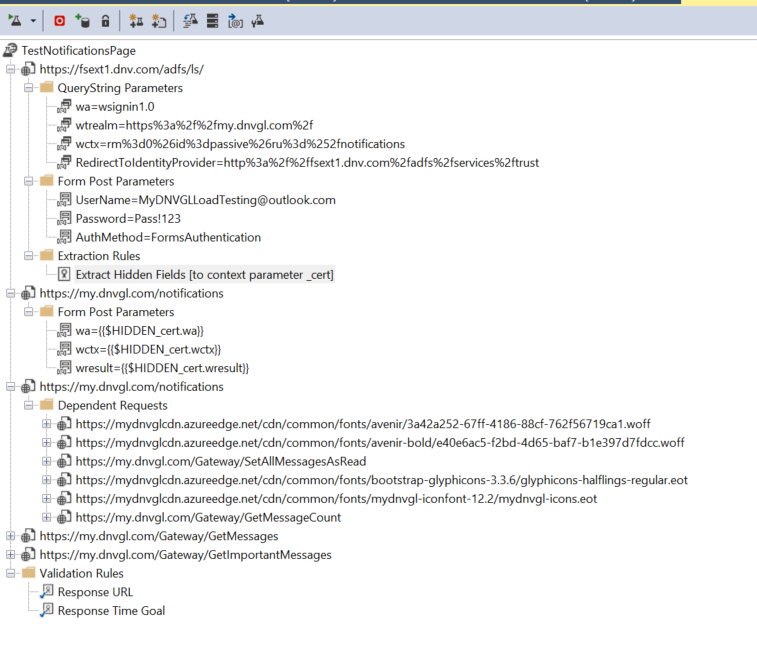 TestNotificationsPage
https://fsext1.dnv.com/adfs/ls/
QueryString Parameters
wa=wsignin1.0
wtrealm=https%3a%2f%2fmy.dnvgl.com%2f
wctx=rm%3d0%26id%3dpassive%26ru%3d%252fnotifications
RedirectToIdentityProvider=http%3a%2f%2ffsext1.dnv.com%2fadfs%2fservices%2ftrust
Form Post Parameters
UserName=MyDNVGLLoadTesting@outlook.com
Password=Pass!123
AuthMethod=FormsAuthentication
Extraction Rules
Extract Hidden Fields [to context parameter _cert]
https://my.dnvgl.com/notifications
Form Post Parameters
wa={{$HIDDEN_cert.wa}}
wctx={{$HIDDEN_cert.wctx}}
wresult={{$HIDDEN_cert.wresult}}
https://my.dnvgl.com/notifications
Dependent Requests
https://mydnvglcdn.azureedge.net/cdn/common/fonts/avenir/3a42a252-67ff-4186-88cf-762f56719ca1.woff
https://mydnvglcdn.azureedge.net/cdn/common/fonts/avenir-bold/e40e6ac5-f2bd-4d65-baf7-b1e397d7fdcc.woff
https://my.dnvgl.com/Gateway/SetAllMessagesAsRead
https://mydnvglcdn.azureedge.net/cdn/common/fonts/bootstrap-glyphicons-3.3.6/glyphicons-halflings-regular.eot
https://mydnvglcdn.azureedge.net/cdn/common/fonts/mydnvgl-iconfont-12.2/mydnvgl-icons.eot
https://my.dnvgl.com/Gateway/GetMessageCount
https://my.dnvgl.com/Gateway/GetMessages
https://my.dnvgl.com/Gateway/GetImportantMessages
Validation Rules
Response URL
Response Time Goal